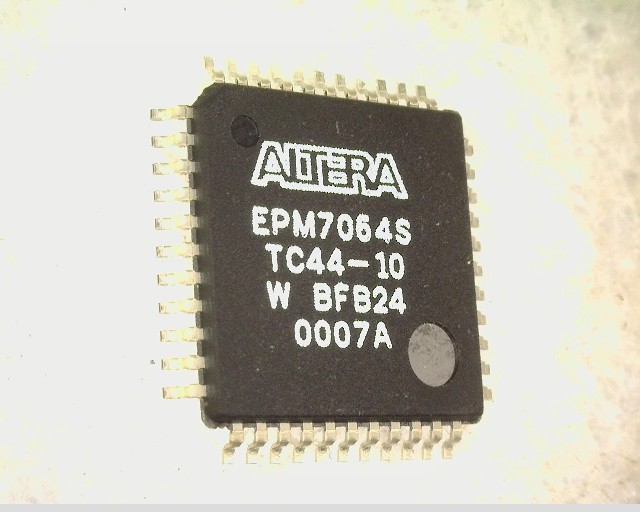 ALTERA
EPM7064S
TC44-10
W BFB24
0007A